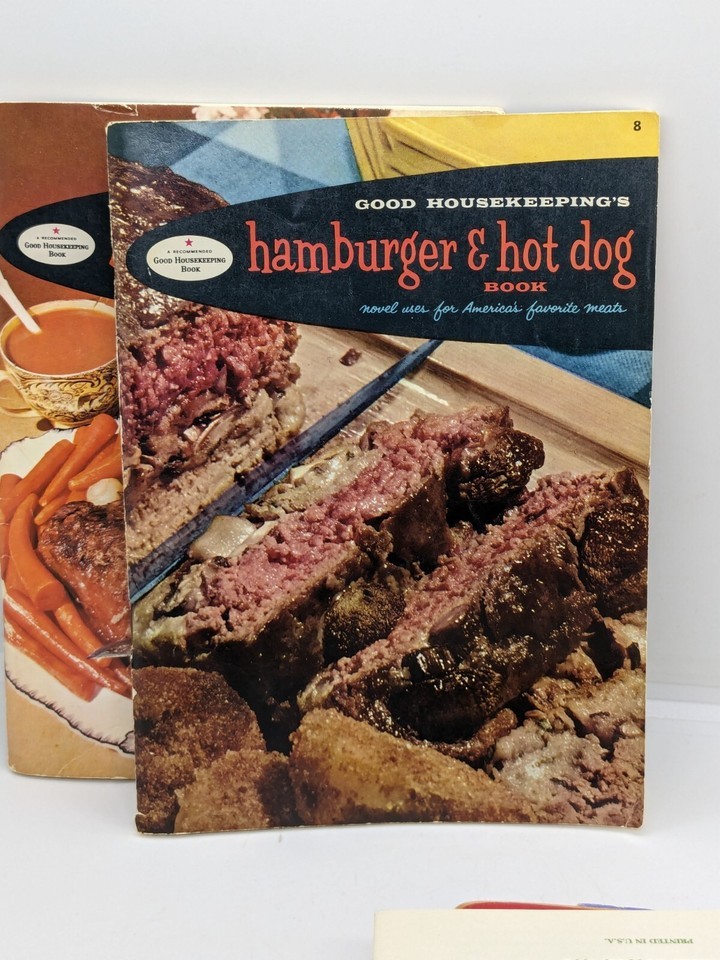 8
GOOD HOUSEKEEPING'S
hamburger & hot dog
BOOK
novel uses for America's favorite meats
A RECOMMENDED
GOOD HOUSEKEEPING
BOOK
A RECOMMENDED
GOOD HOUSEKEEPING
BOOK
PRINTED IN U.S.A.